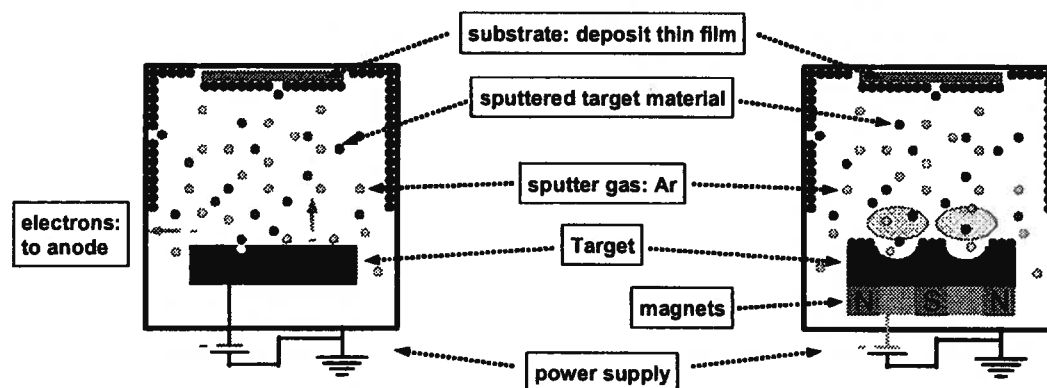 substrate: deposit thin film
sputtered target material
sputter gas: Ar
electrons:
to anode
Target
magnets
N S N
power supply